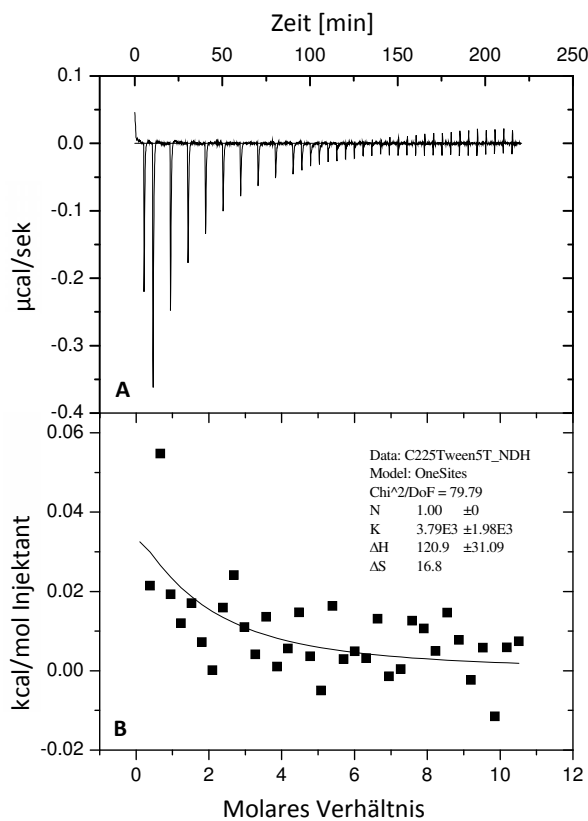 Zeit [min]
0 50 100 150 200 250
0.1
0.0
-0.1
-0.2
-0.3
-0.4
µcal/sek
A
0.06
0.04
0.02
0.00
-0.02
kcal/mol Injektant
Data: C225Tween5T_NDH
Model: OneSites
Chi^2/DoF = 79.79
N 1.00 ±0
K 3.79E3 ±1.98E3
ΔH 120.9 ±31.09
ΔS 16.8
B
0 2 4 6 8 10 12
Molares Verhältnis